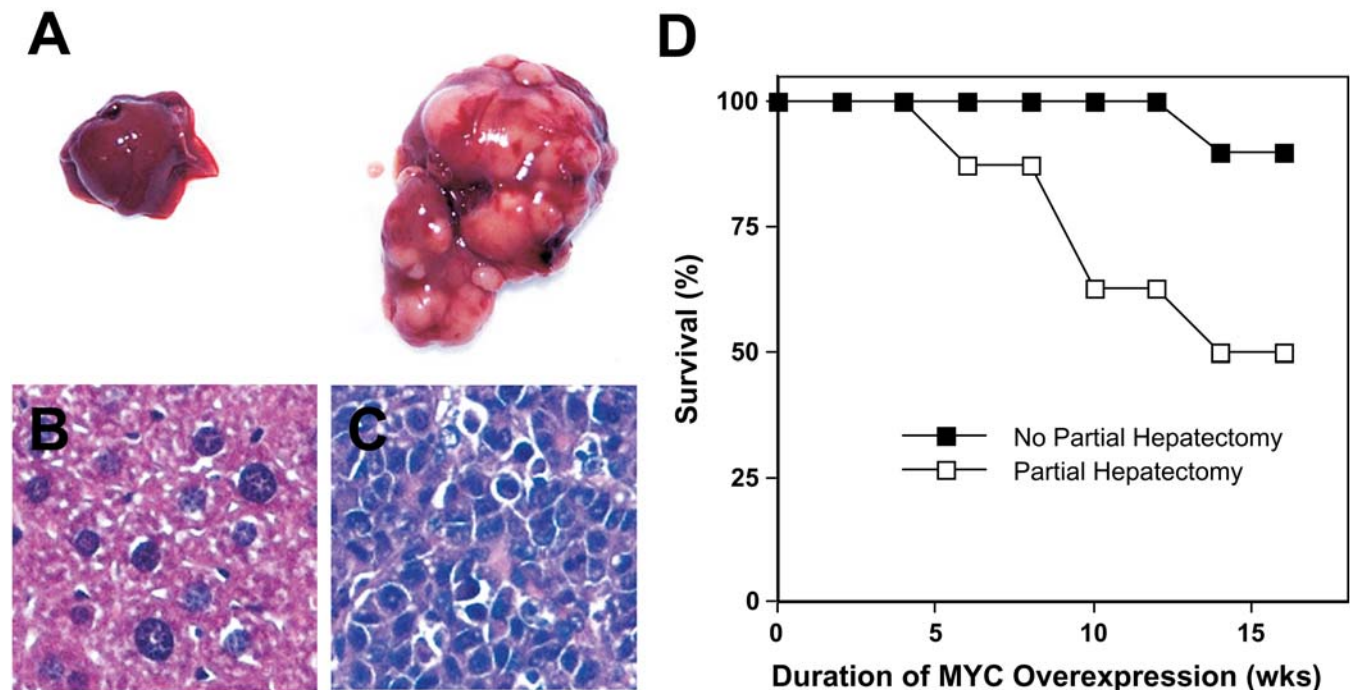 A
B
C
D
Survival (%)
100
75
50
25
0
No Partial Hepatectomy
Partial Hepatectomy
0 5 10 15
Duration of MYC Overexpression (wks)